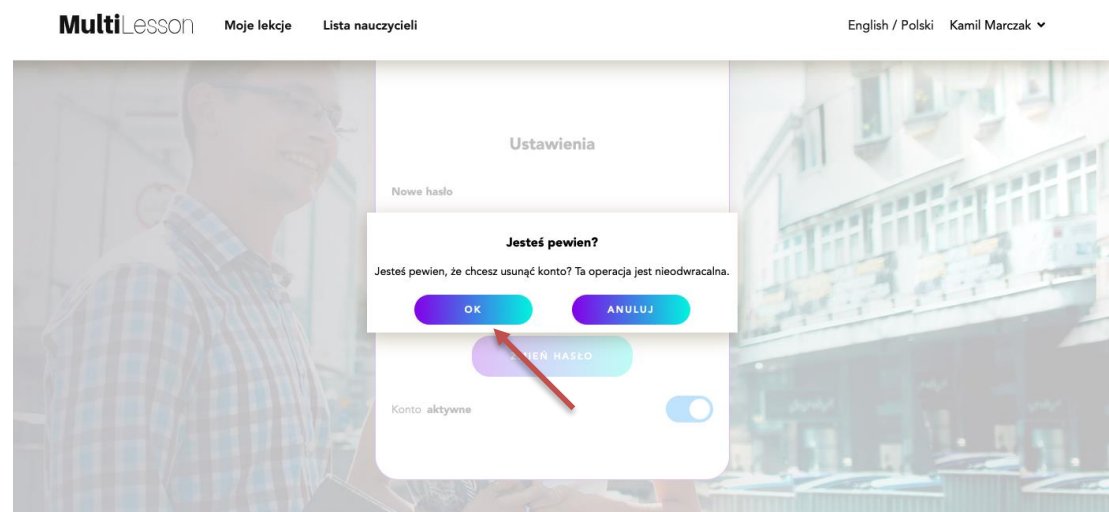 MultiLesson Moje lekcje Lista nauczycieli English / Polski Kamil Marczak
Ustawienia
Nowe hasło
Jesteś pewien?
Jesteś pewien, że chcesz usunąć konto? Ta operacja jest nieodwracalna.
OK ANULUJ
ZMIEŃ HASŁO
Konto aktywne